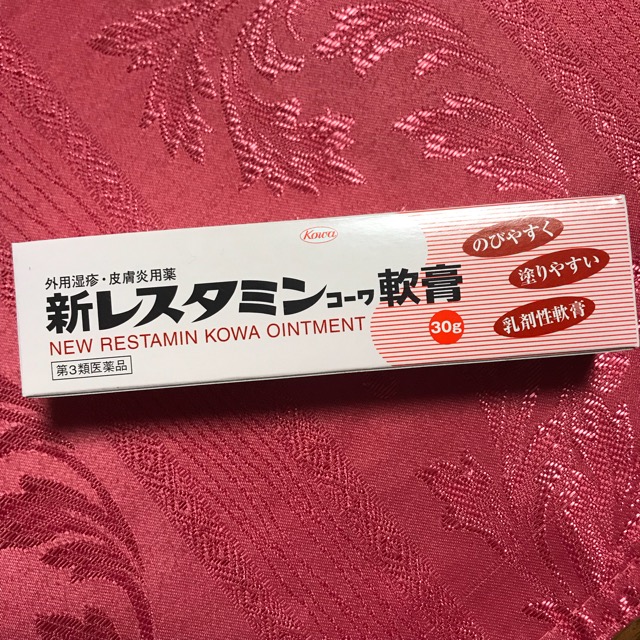 Kowa
外用湿疹・皮膚炎用薬
新レスタミンコーワ軟膏
NEW RESTAMIN KOWA OINTMENT
30g
第3類医薬品
のびやすく
塗りやすい
乳剤性軟膏